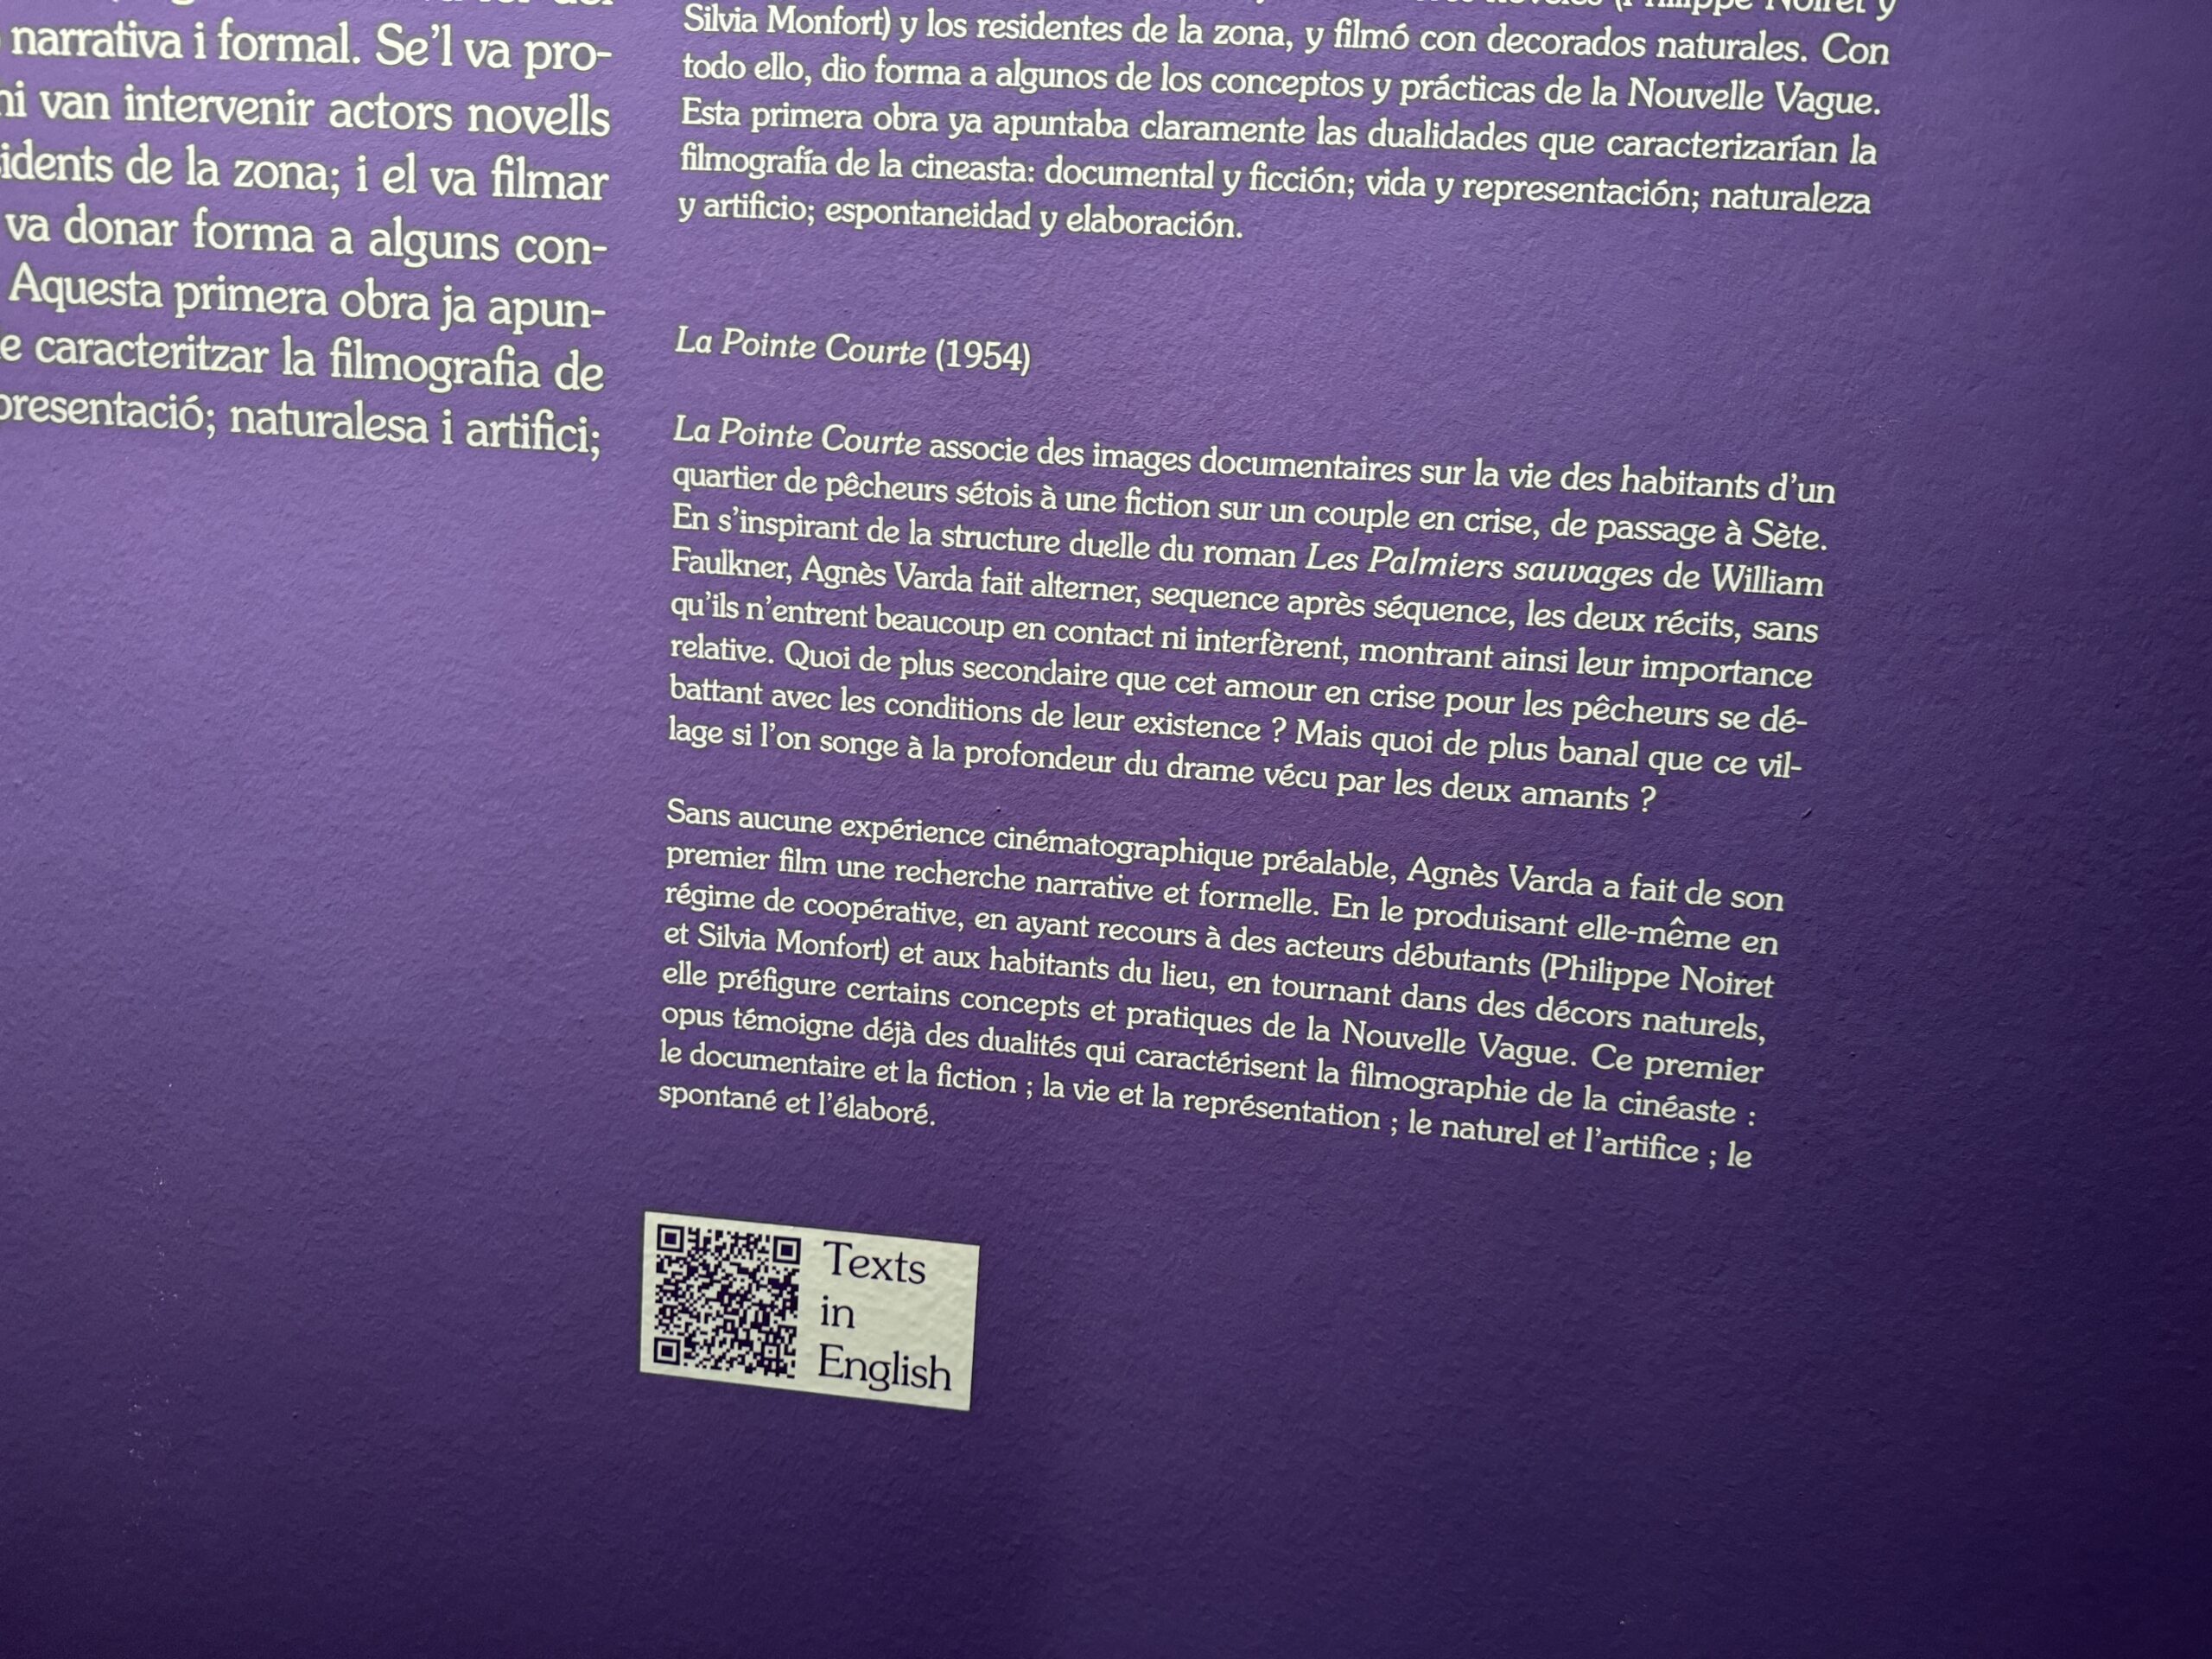 narrativa i formal. Se’l va pro-
hi van intervenir actors novells
idents de la zona; i el va filmar
va donar forma a alguns con-
Aquesta primera obra ja apun-
e caracteritzar la filmografia de
presentació; naturalesa i artifici;
Silvia Monfort) y los residentes de la zona, y filmó con decorados naturales. Con
todo ello, dio forma a algunos de los conceptos y prácticas de la Nouvelle Vague.
Esta primera obra ya apuntaba claramente las dualidades que caracterizarían la
filmografía de la cineasta: documental y ficción; vida y representación; naturaleza
y artificio; espontaneidad y elaboración.
La Pointe Courte (1954)
La Pointe Courte associe des images documentaires sur la vie des habitants d’un
quartier de pêcheurs sétois à une fiction sur un couple en crise, de passage à Sète.
En s’inspirant de la structure duelle du roman Les Palmiers sauvages de William
Faulkner, Agnès Varda fait alterner, sequence après séquence, les deux récits, sans
qu’ils n’entrent beaucoup en contact ni interfèrent, montrant ainsi leur importance
relative. Quoi de plus secondaire que cet amour en crise pour les pêcheurs se dé-
battant avec les conditions de leur existence ? Mais quoi de plus banal que ce vil-
lage si l’on songe à la profondeur du drame vécu par les deux amants ?
Sans aucune expérience cinématographique préalable, Agnès Varda a fait de son
premier film une recherche narrative et formelle. En le produisant elle-même en
régime de coopérative, en ayant recours à des acteurs débutants (Philippe Noiret
et Silvia Monfort) et aux habitants du lieu, en tournant dans des décors naturels,
elle préfigure certains concepts et pratiques de la Nouvelle Vague. Ce premier
opus témoigne déjà des dualités qui caractérisent la filmographie de la cinéaste :
le documentaire et la fiction ; la vie et la représentation ; le naturel et l’artifice ; le
spontané et l’élaboré.
Texts
in
English